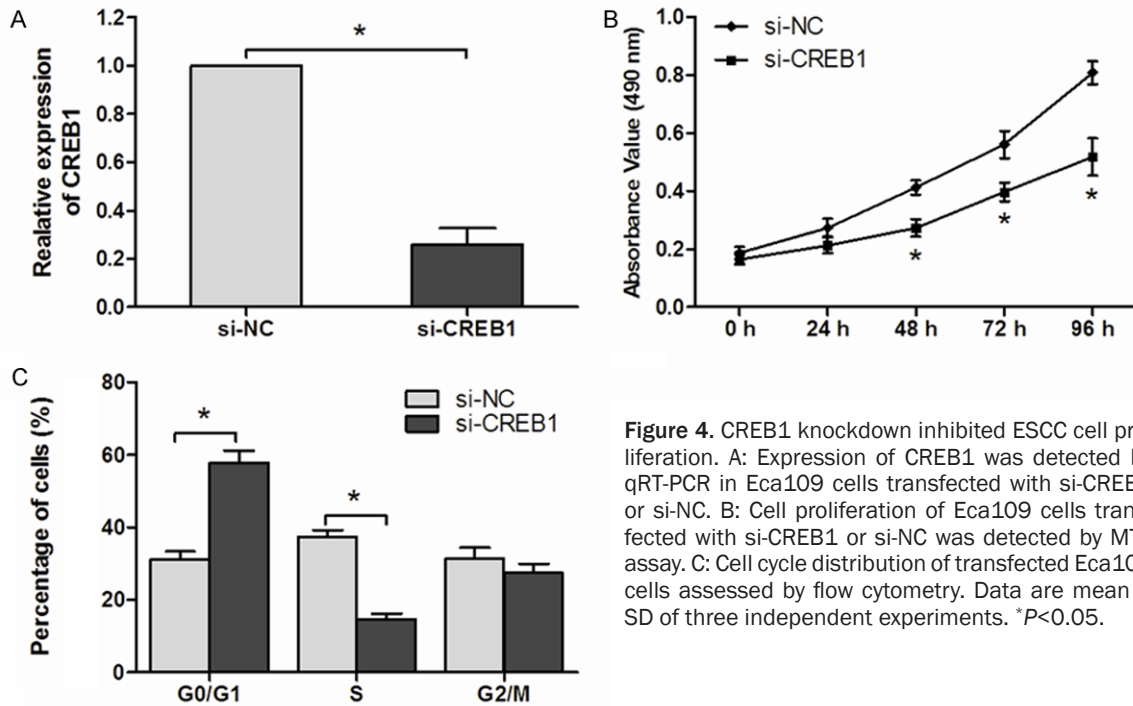 A
Realative expression
of CREB1
1.2
1.0
0.8
0.6
0.4
0.2
0.0
*
si-NC
si-CREB1
B
Absorbance Value (490 nm)
1.0
0.8
0.6
0.4
0.2
0.0
si-NC
si-CREB1
*
*
*
0 h
24 h
48 h
72 h
96 h
C
Percentage of cells (%)
80
60
40
20
0
si-NC
si-CREB1
*
*
G0/G1
S
G2/M
Figure 4. CREB1 knockdown inhibited ESCC cell pro
liferation. A: Expression of CREB1 was detected
qRT-PCR in Eca109 cells transfected with si-CREB
or si-NC. B: Cell proliferation of Eca109 cells tran
fected with si-CREB1 or si-NC was detected by MT
assay. C: Cell cycle distribution of transfected Eca10
cells assessed by flow cytometry. Data are mean
SD of three independent experiments. *P<0.05.